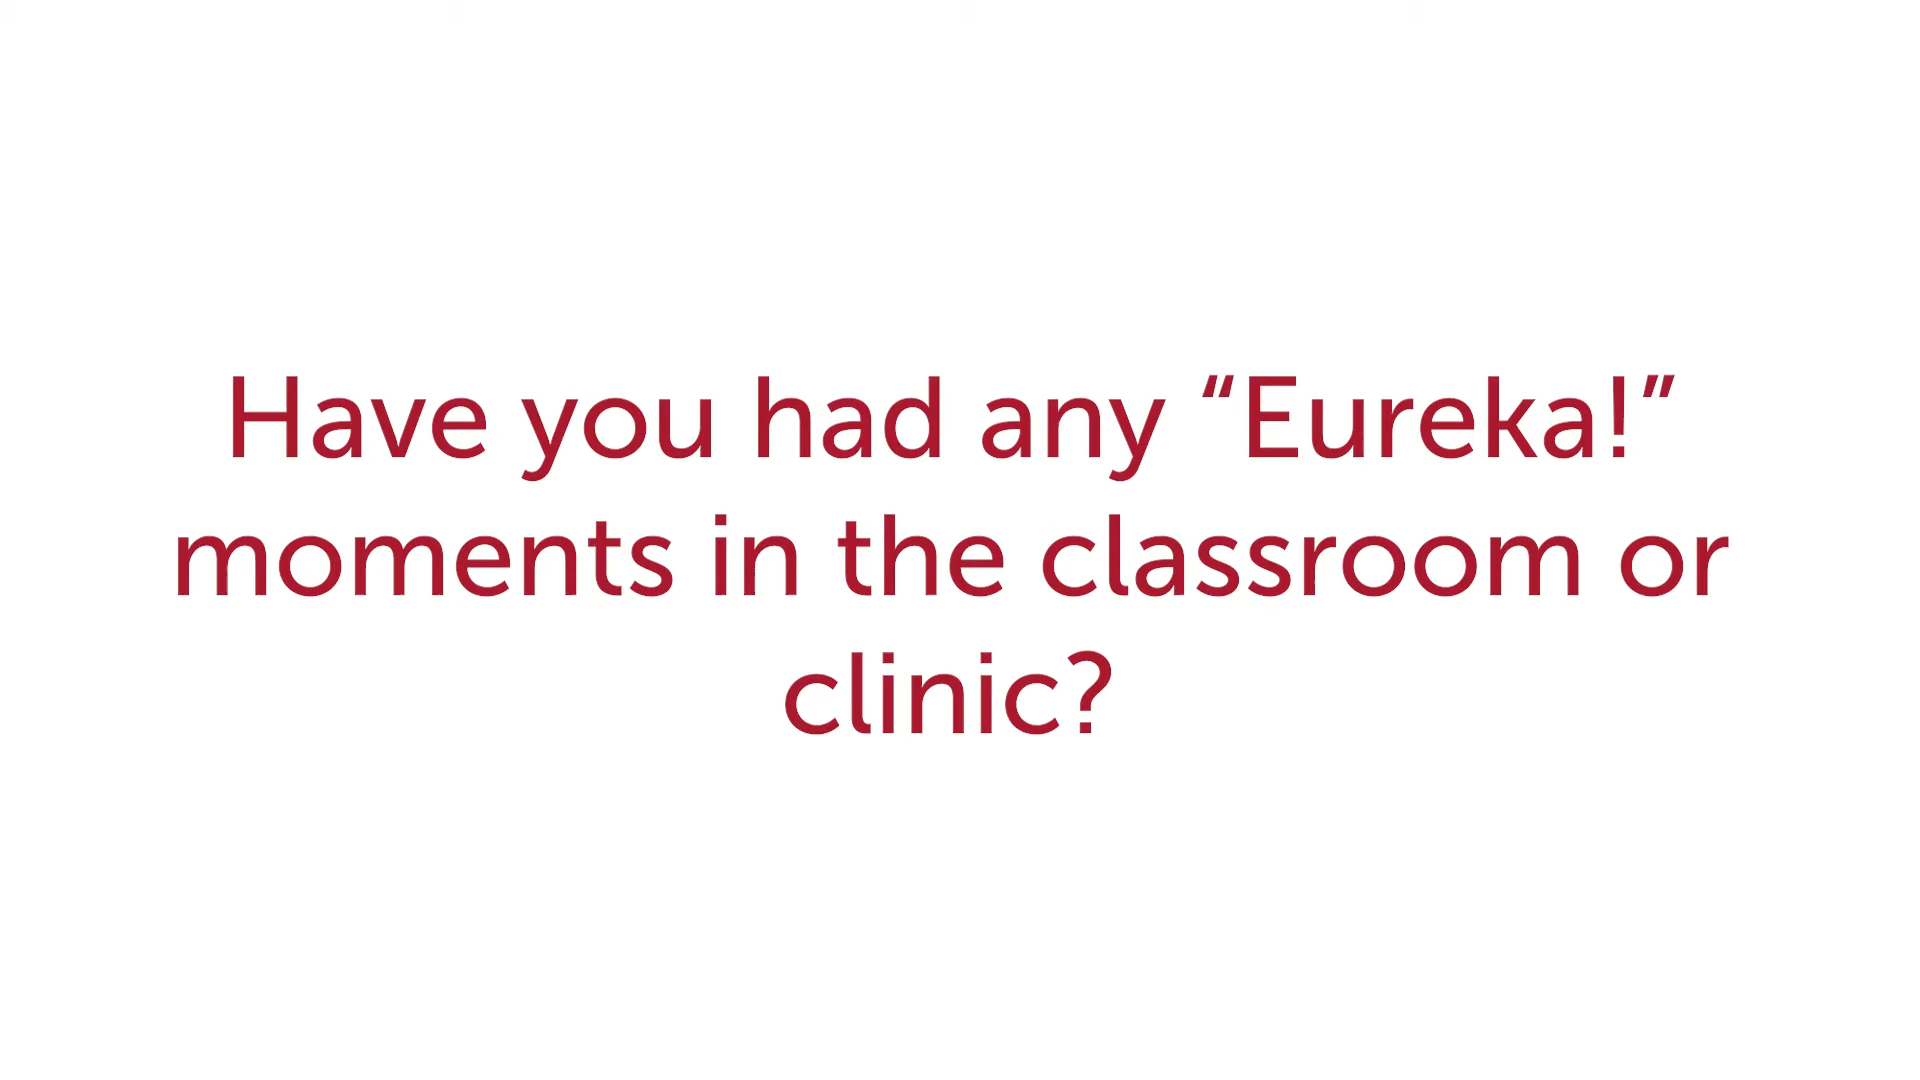 Have you had any “Eureka!”
moments in the classroom or
clinic?